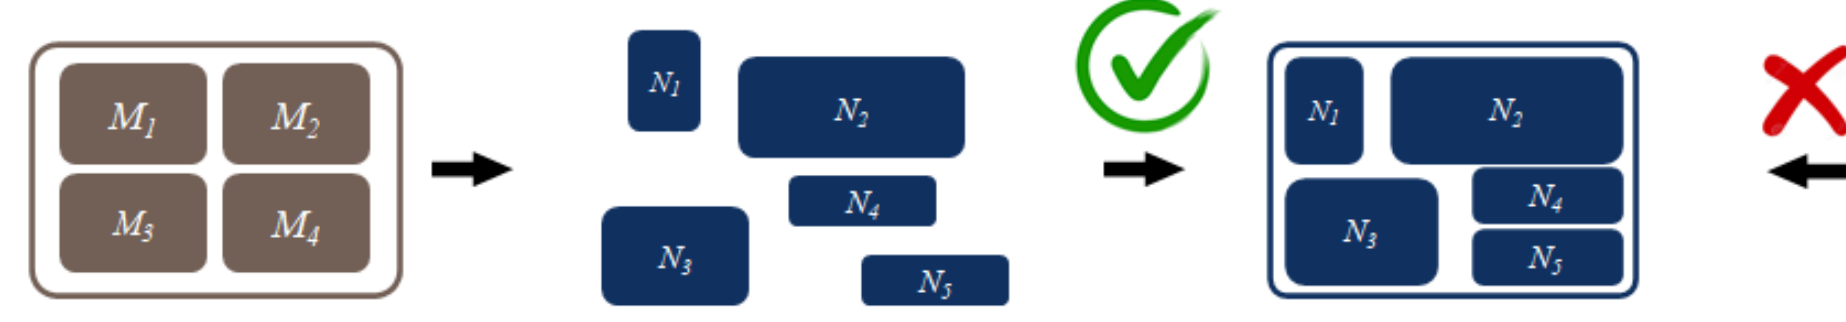 M₁ M₂
M₃ M₄
N₁
N₂
N₄
N₃
N₅
N₁ N₂
N₄
N₃
N₅